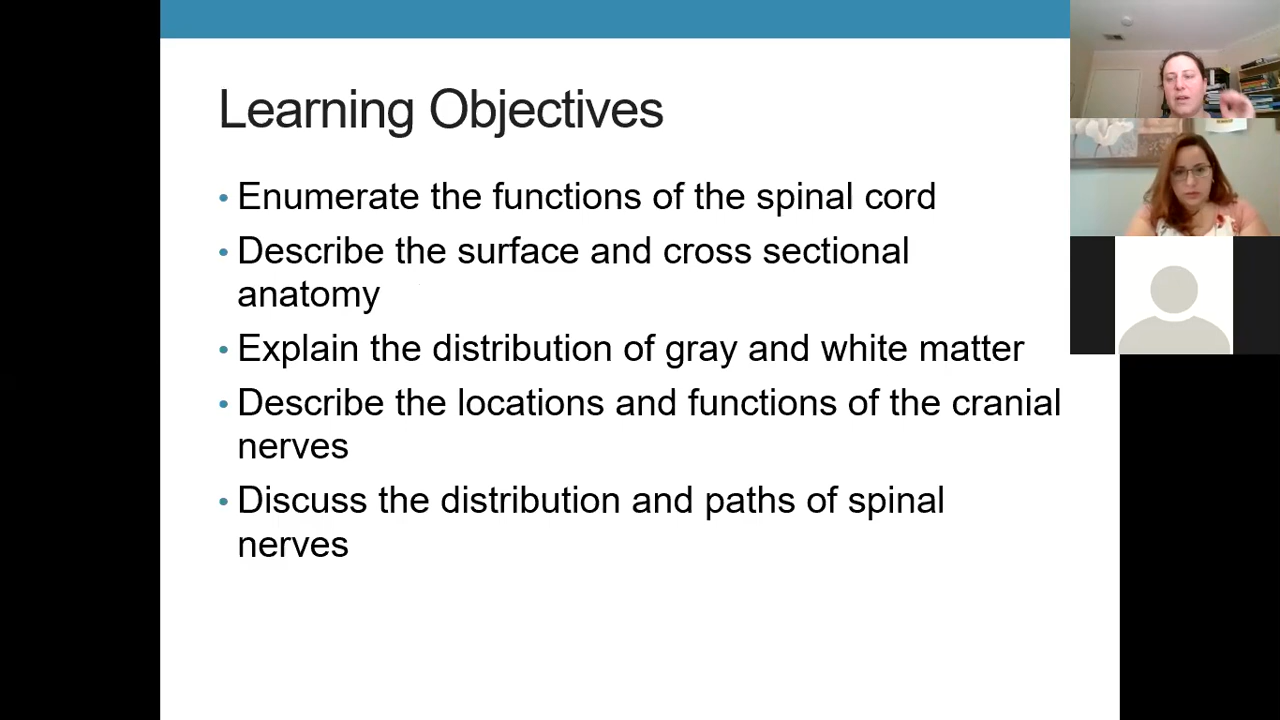 Learning Objectives
• Enumerate the functions of the spinal cord
• Describe the surface and cross sectional
anatomy
• Explain the distribution of gray and white matter
• Describe the locations and functions of the cranial
nerves
• Discuss the distribution and paths of spinal
nerves